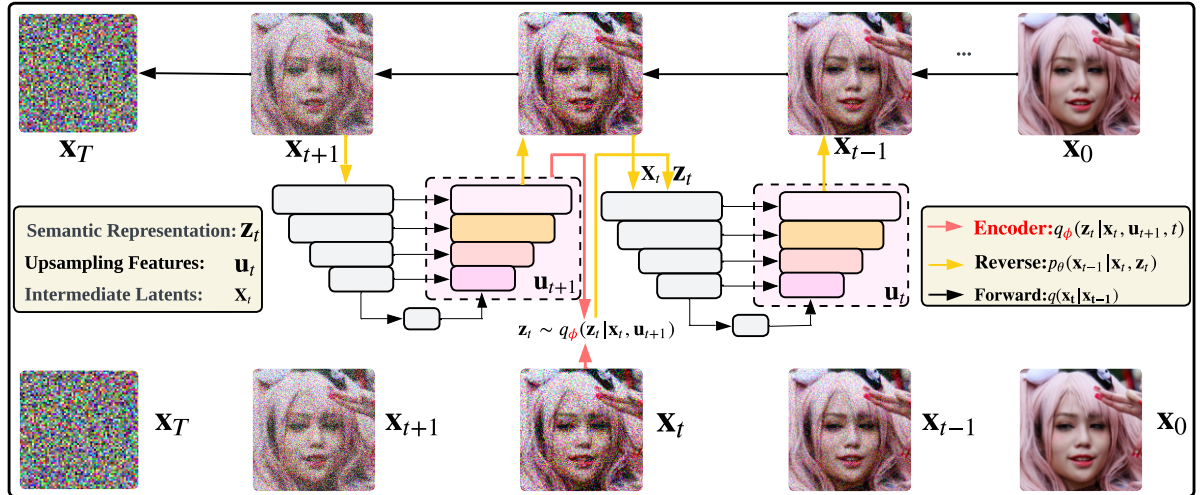 ...
x_T
x_{t+1}
x_{t−1}
x_0
x_t z_t
Semantic Representation: z_t
Upsampling Features: u_t
Intermediate Latents: x_t
u_{t+1}
u_t
Encoder:q_ϕ(z_t|x_t, u_{t+1}, t)
Reverse:p_θ(x_{t−1}|x_t, z_t)
Forward:q(x_t|x_{t−1})
z_t ∼ q_ϕ(z_t|x_t, u_{t+1})
x_T
x_{t+1}
x_t
x_{t−1}
x_0